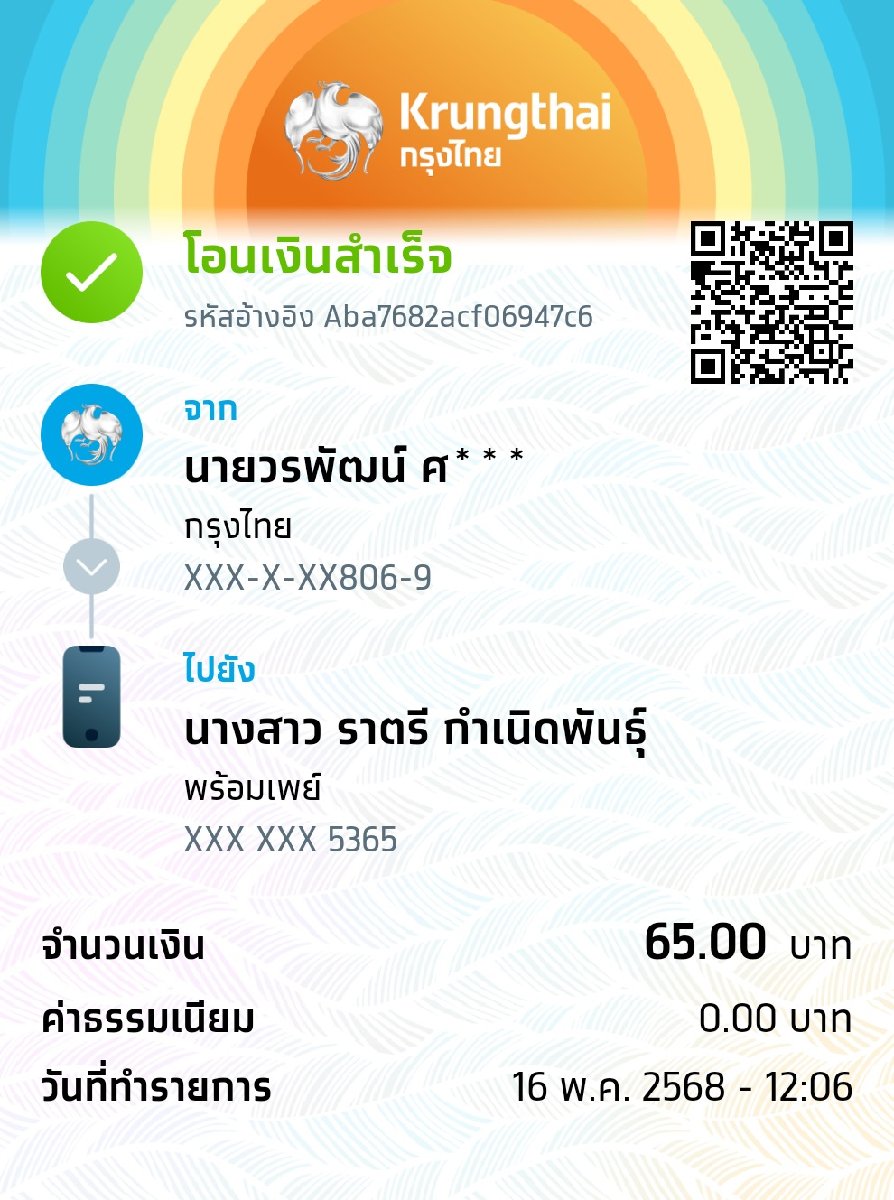 Krungthai
กรุงไทย
โอนเงินสำเร็จ
รหัสอ้างอิง Aba7682acf06947c6
จาก
นายวรพัฒน์ ศ***
กรุงไทย
XXX-X-XX806-9
ไปยัง
นางสาว ราตรี กำเนิดพันธุ์
พร้อมเพย์
XXX XXX 5365
จำนวนเงิน 65.00 บาท
ค่าธรรมเนียม 0.00 บาท
วันที่ทำรายการ 16 พ.ค. 2568 - 12:06